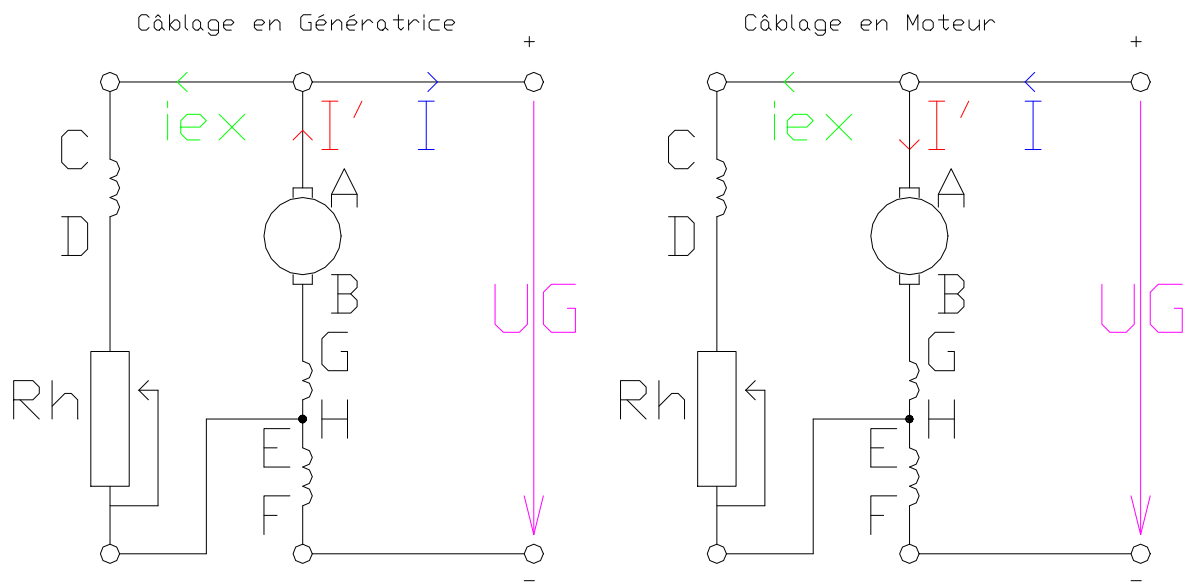 Câblage en Génératrice
+
iex
I'
I
C
A
D
B
UG
G
Rh
H
E
F
-
Câblage en Moteur
+
iex
I'
I
C
A
D
B
UG
G
Rh
H
E
F
-